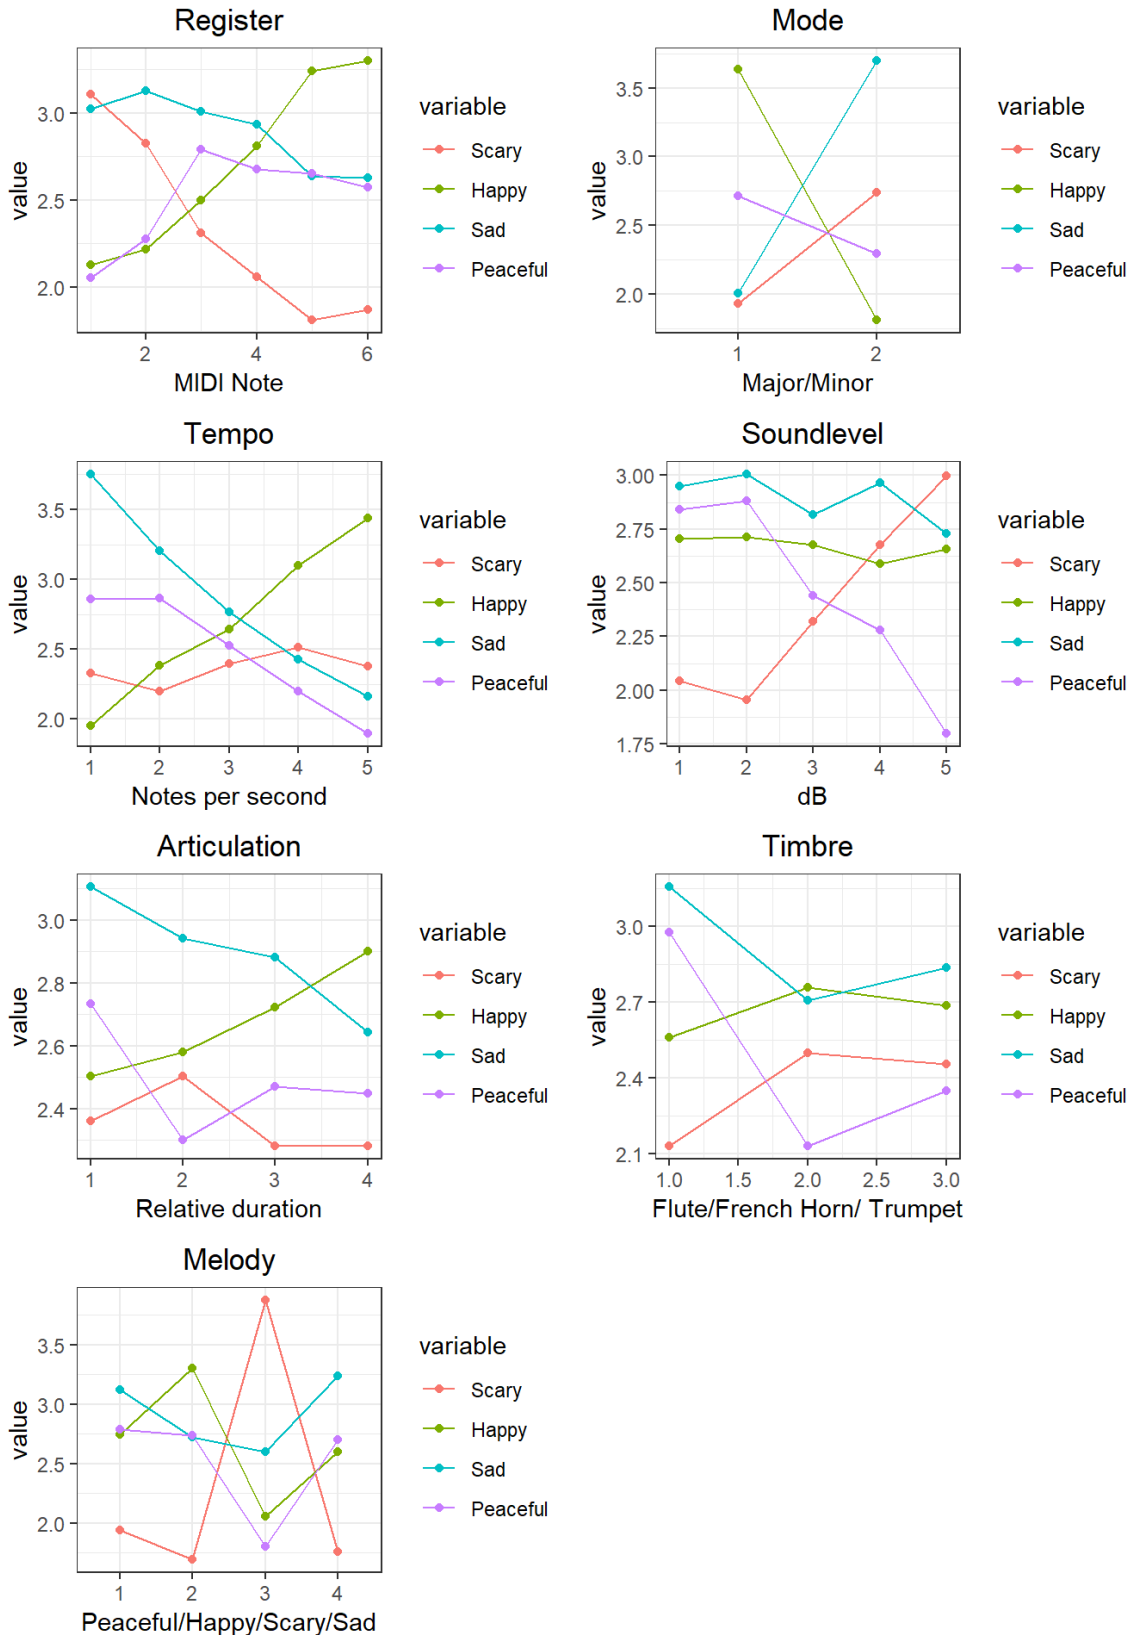 Register
3.0
2.5
2.0
value
2
4
6
MIDI Note
variable
Scary
Happy
Sad
Peaceful
Mode
3.5
3.0
2.5
2.0
value
1
2
Major/Minor
variable
Scary
Happy
Sad
Peaceful
Tempo
3.5
3.0
2.5
2.0
value
1
2
3
4
5
Notes per second
variable
Scary
Happy
Sad
Peaceful
Soundlevel
3.00
2.75
2.50
2.25
2.00
1.75
value
1
2
3
4
5
dB
variable
Scary
Happy
Sad
Peaceful
Articulation
3.0
2.8
2.6
2.4
value
1
2
3
4
Relative duration
variable
Scary
Happy
Sad
Peaceful
Timbre
3.0
2.7
2.4
2.1
value
1.0
1.5
2.0
2.5
3.0
Flute/French Horn/ Trumpet
variable
Scary
Happy
Sad
Peaceful
Melody
3.5
3.0
2.5
2.0
value
1
2
3
4
Peaceful/Happy/Scary/Sad
variable
Scary
Happy
Sad
Peaceful